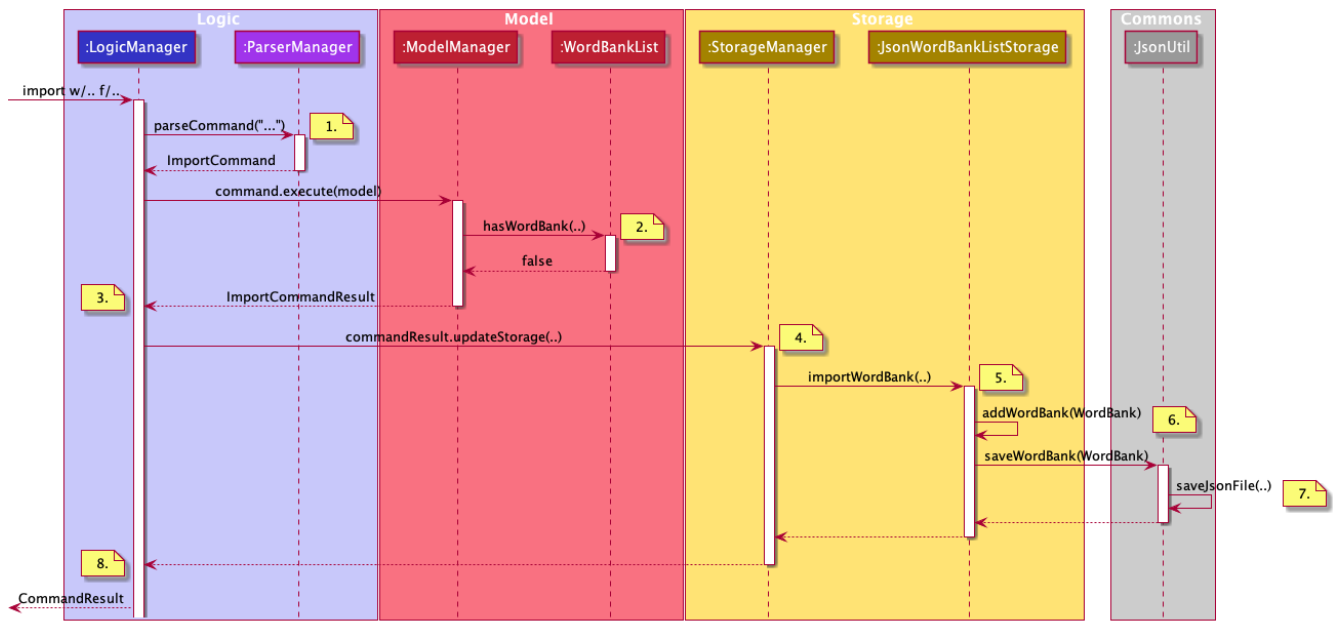 Logic
Model
Storage
Commons
:LogicManager
:ParserManager
:ModelManager
:WordBankList
:StorageManager
:JsonWordBankListStorage
:JsonUtil
import w/.. f/..
parseCommand("...")
1.
ImportCommand
command.execute(model)
hasWordBank(..)
2.
false
3.
ImportCommandResult
commandResult.updateStorage(..)
4.
importWordBank(..)
5.
addWordBank(WordBank)
6.
saveWordBank(WordBank)
saveJsonFile(..)
7.
8.
CommandResult